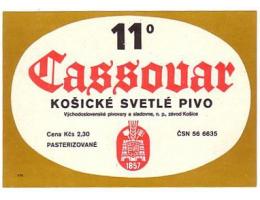 11°
Cassovar
KOŠICKÉ SVETLÉ PIVO
Východoslovenské pivovary a sladovne, n. p., závod Košice
Cena Kčs 2,30
ČSN 56 6635
PASTERIZOVANÉ
1857